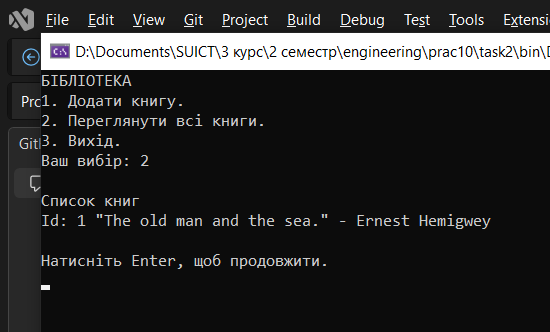 File Edit View Git Project Build Debug Test Tools
D:\Documents\SUICT\3 курс\2 семестр\engineering\prac10\task2\bin\
БІБЛІОТЕКА
1. Додати книгу.
2. Переглянути всі книги.
3. Вихід.
Ваш вибір: 2
Список книг
Id: 1 "The old man and the sea." - Ernest Hemigwey
Натисніть Enter, щоб продовжити.